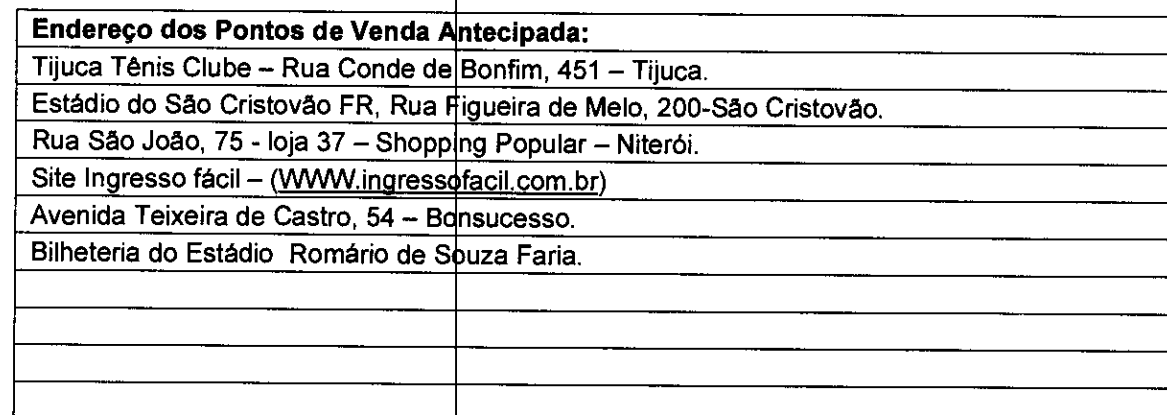 Endereço dos Pontos de Venda Antecipada:
Tijuca Tênis Clube – Rua Conde de Bonfim, 451 – Tijuca.
Estádio do São Cristovão FR, Rua Figueira de Melo, 200-São Cristovão.
Rua São João, 75 - loja 37 – Shopping Popular – Niterói.
Site Ingresso fácil – (WWW.ingressofacil.com.br)
Avenida Teixeira de Castro, 54 – Bonsucesso.
Bilheteria do Estádio Romário de Souza Faria.